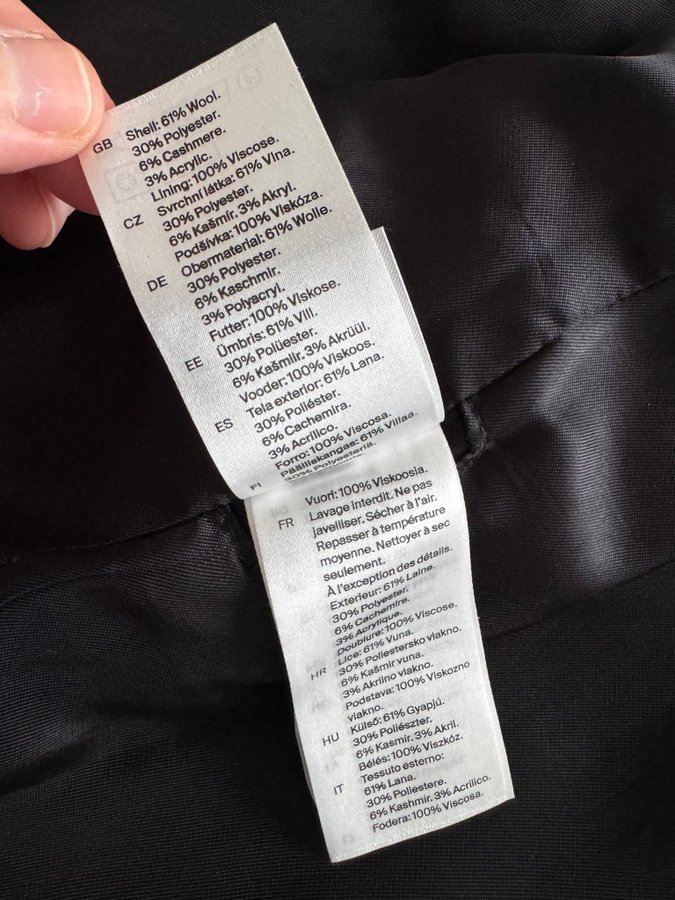 GB Shell: 61% Wool.
30% Polyester.
6% Cashmere.
3% Acrylic.
Lining: 100% Viscose.
CZ Svrchní látka: 61% Vlna.
30% Polyester.
6% Kašmír. 3% Akryl.
Podšívka: 100% Viskóza.
DE Obermaterial: 61% Wolle.
30% Polyester.
6% Kaschmir.
3% Polyacryl.
Futter: 100% Viskose.
EE Ümbris: 61% Vill.
30% Polüester.
6% Kašmiir. 3% Akrüül.
Vooder: 100% Viskoos.
ES Tela exterior: 61% Lana.
30% Poliéster.
6% Cachemira.
3% Acrílico.
Forro: 100% Viscosa.
FI Päälliskangas: 61% Villaa.
30% Polyesteriä.
Vuori: 100% Viskoosia.
FR Lavage interdit. Ne pas
javelliser. Sécher à l'air.
Repasser à température
moyenne. Nettoyer à sec
seulement.
À l'exception des détails.
Exterieur: 61% Laine.
30% Polyester.
6% Cachemire.
3% Acrylique.
Doublure: 100% Viscose.
HR Lice: 61% Vuna.
30% Poliestersko vlakno.
6% Kašmir vuna.
3% Akrilno vlakno.
Podstava: 100% Viskozno
vlakno.
HU Külső: 61% Gyapjú.
30% Poliészter.
6% Kasmír. 3% Akril.
Bélés: 100% Viszkóz.
IT Tessuto esterno:
61% Lana.
30% Poliestere.
6% Kashmir. 3% Acrilico.
Fodera: 100% Viscosa.